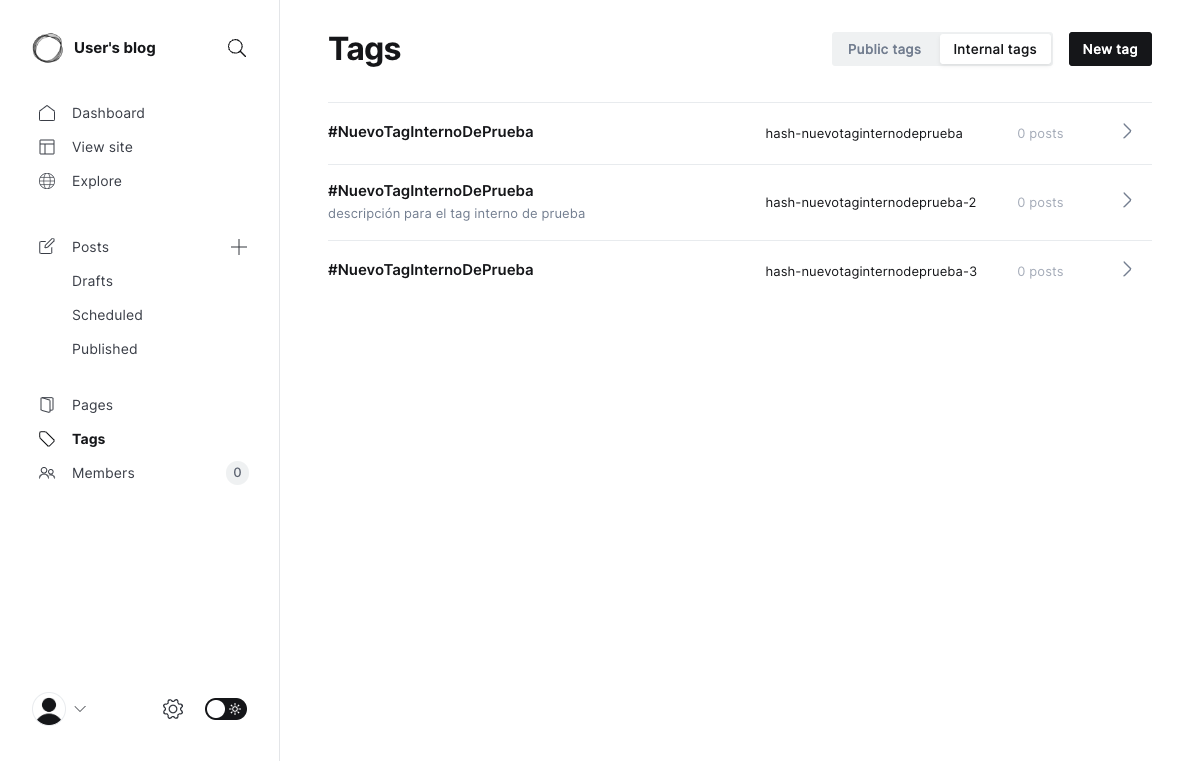 User's blog
Dashboard
View site
Explore
Posts
Drafts
Scheduled
Published
Pages
Tags
Members 0
Tags
Public tags Internal tags New tag
#NuevoTagInternoDePrueba hash-nuevotaginternodeprueba 0 posts
#NuevoTagInternoDePrueba
descripción para el tag interno de prueba hash-nuevotaginternodeprueba-2 0 posts
#NuevoTagInternoDePrueba hash-nuevotaginternodeprueba-3 0 posts